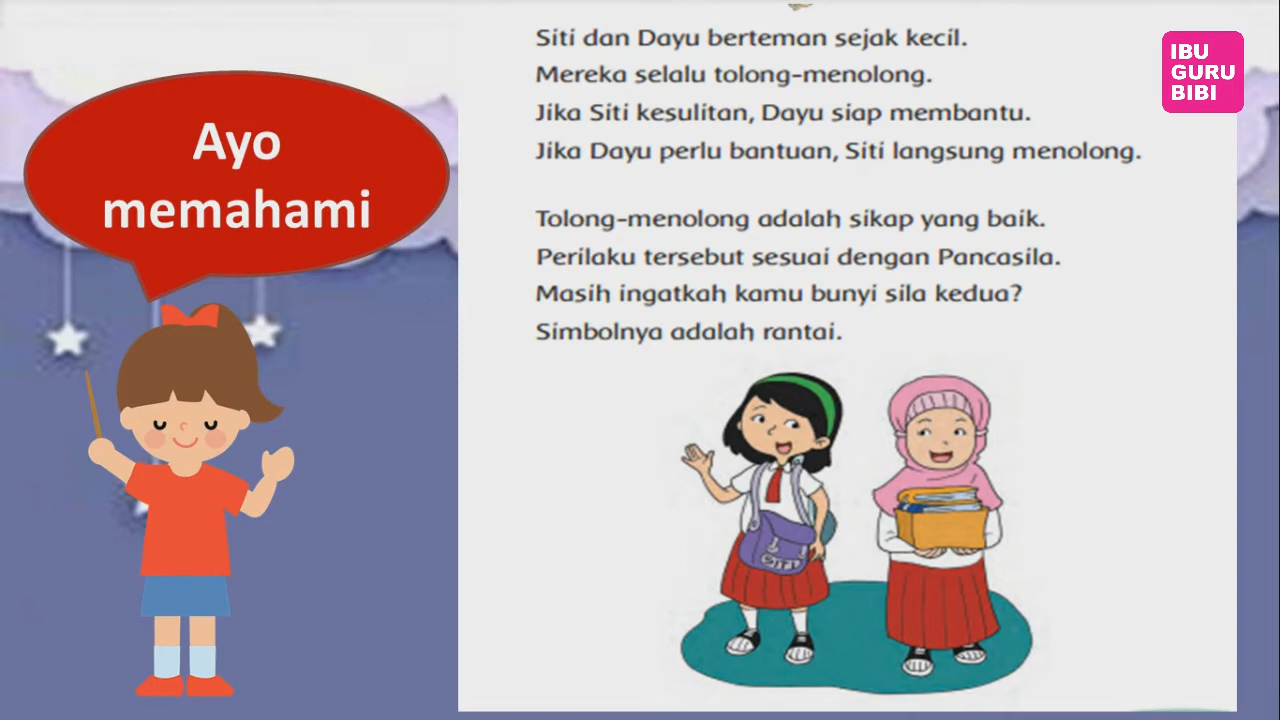 Ayo
memahami
Siti dan Dayu berteman sejak kecil.
Mereka selalu tolong-menolong.
Jika Siti kesulitan, Dayu siap membantu.
Jika Dayu perlu bantuan, Siti langsung menolong.
Tolong-menolong adalah sikap yang baik.
Perilaku tersebut sesuai dengan Pancasila.
Masih ingatkah kamu bunyi sila kedua?
Simbolnya adalah rantai.
SITI
IBU
GURU
BIBI